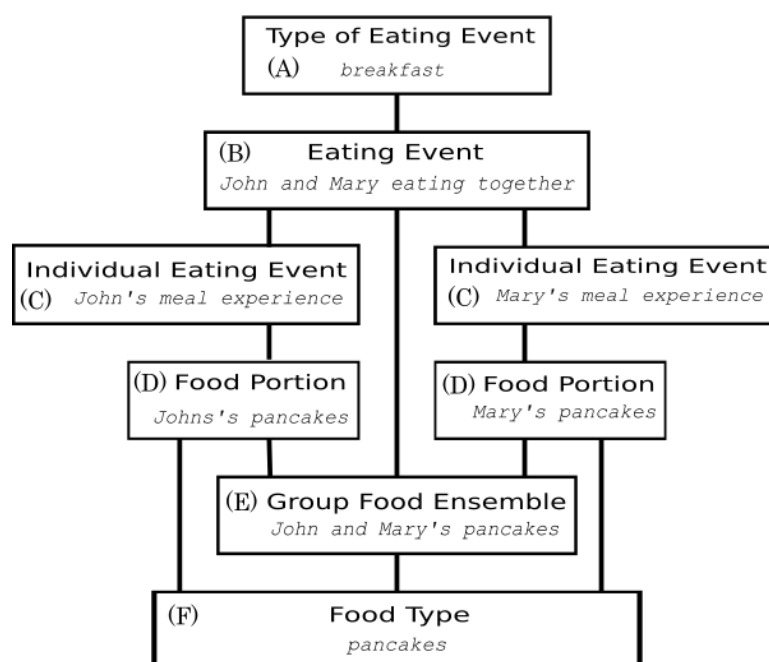 Type of Eating Event
(A) breakfast
(B) Eating Event
John and Mary eating together
Individual Eating Event
(C) John's meal experience
Individual Eating Event
(C) Mary's meal experience
(D) Food Portion
Johns's pancakes
(D) Food Portion
Mary's pancakes
(E) Group Food Ensemble
John and Mary's pancakes
(F) Food Type
pancakes